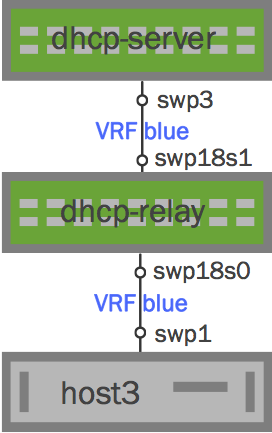 dhcp-server
swp3
VRF blue
swp18s1
dhcp-relay
swp18s0
VRF blue
swp1
host3